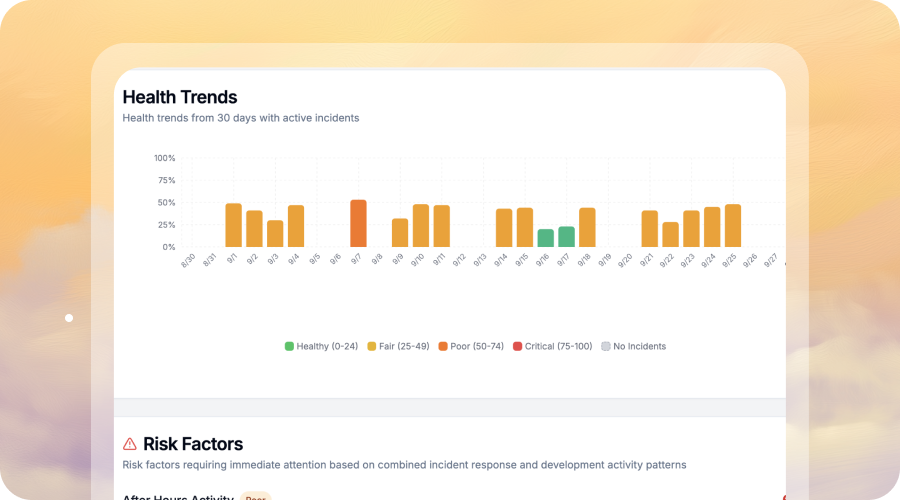 Health Trends
Health trends from 30 days with active incidents
100%
75%
50%
25%
0%
8/30 8/31 9/1 9/2 9/3 9/4 9/5 9/6 9/7 9/8 9/9 9/10 9/11 9/12 9/13 9/14 9/15 9/16 9/17 9/18 9/19 9/20 9/21 9/22 9/23 9/24 9/25 9/26 9/27
Healthy (0-24) Fair (25-49) Poor (50-74) Critical (75-100) No Incidents
Risk Factors
Risk factors requiring immediate attention based on combined incident response and development activity patterns
After Hours Activity Poor